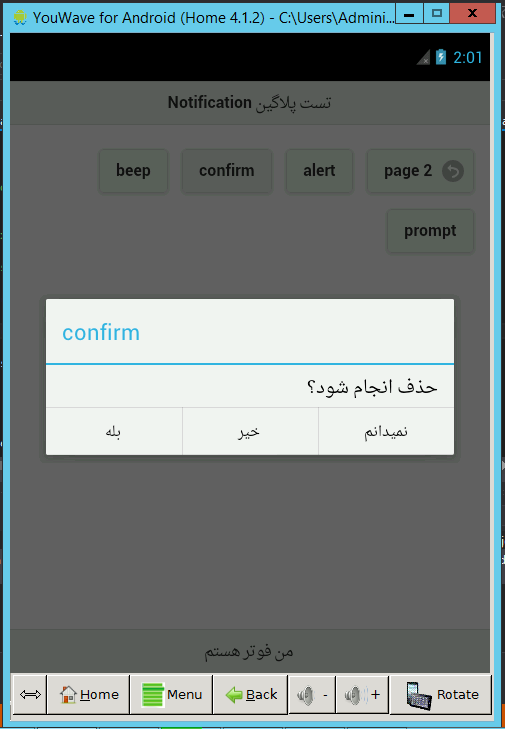 YouWave for Android (Home 4.1.2) - C:\Users\Admini...
2:01
تست پلاگین Notification
beep confirm alert page 2
prompt
confirm
حذف انجام شود؟
بله خیر نمیدانم
من فوتر هستم
Home Menu Back - + Rotate